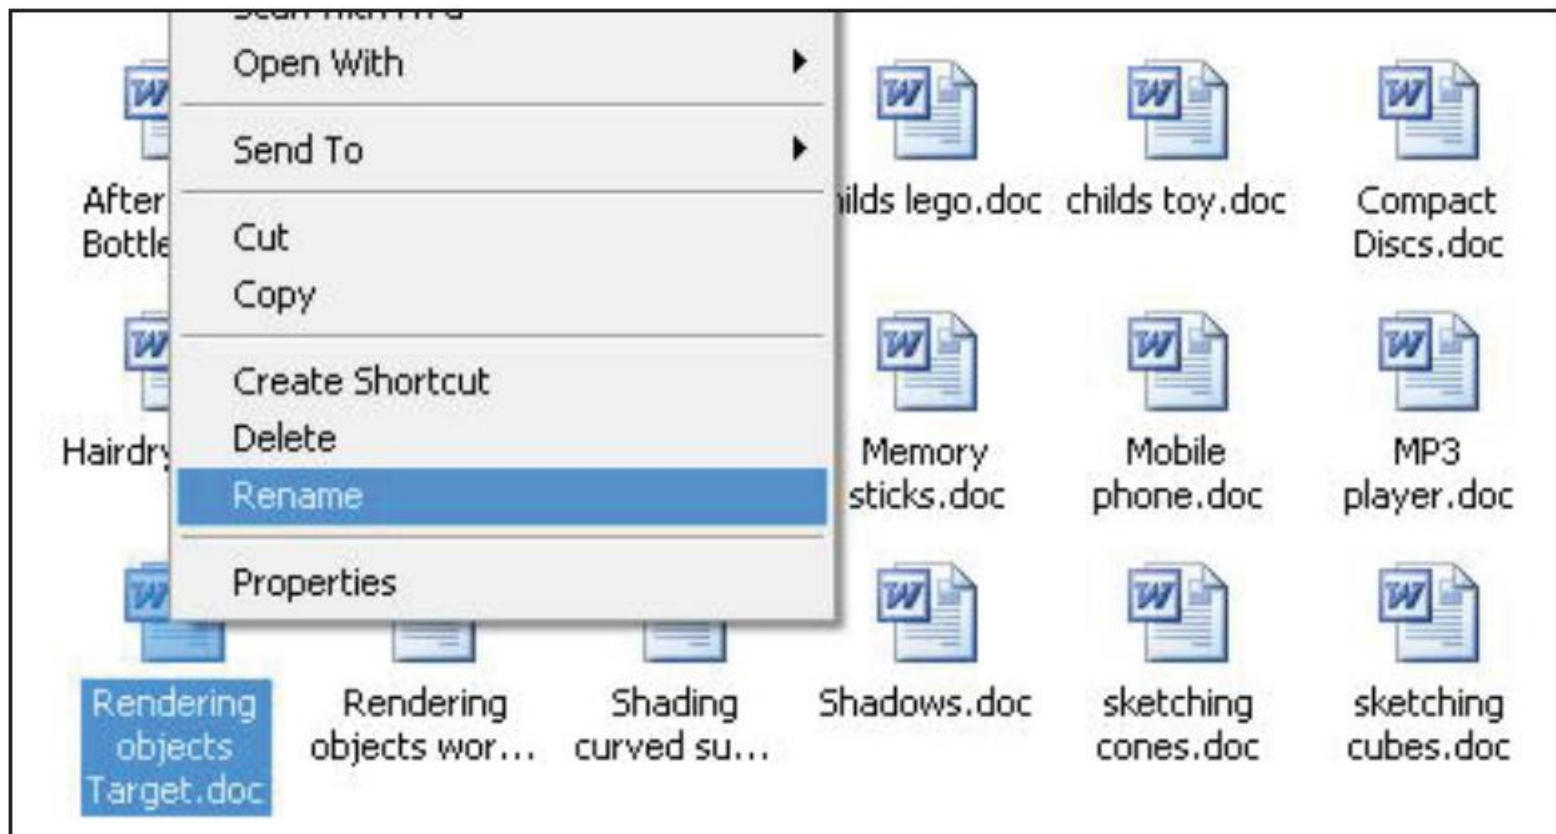 Open With
Send To
Cut
Copy
Create Shortcut
Delete
Rename
Properties
After
Bottle
lego.doc
childs toy.doc
Compact
Discs.doc
Memory
sticks.doc
Mobile
phone.doc
MP3
player.doc
Rendering
objects
Target.doc
Rendering
objects wor...
Shading
curved su...
Shadows.doc
sketching
cones.doc
sketching
cubes.doc